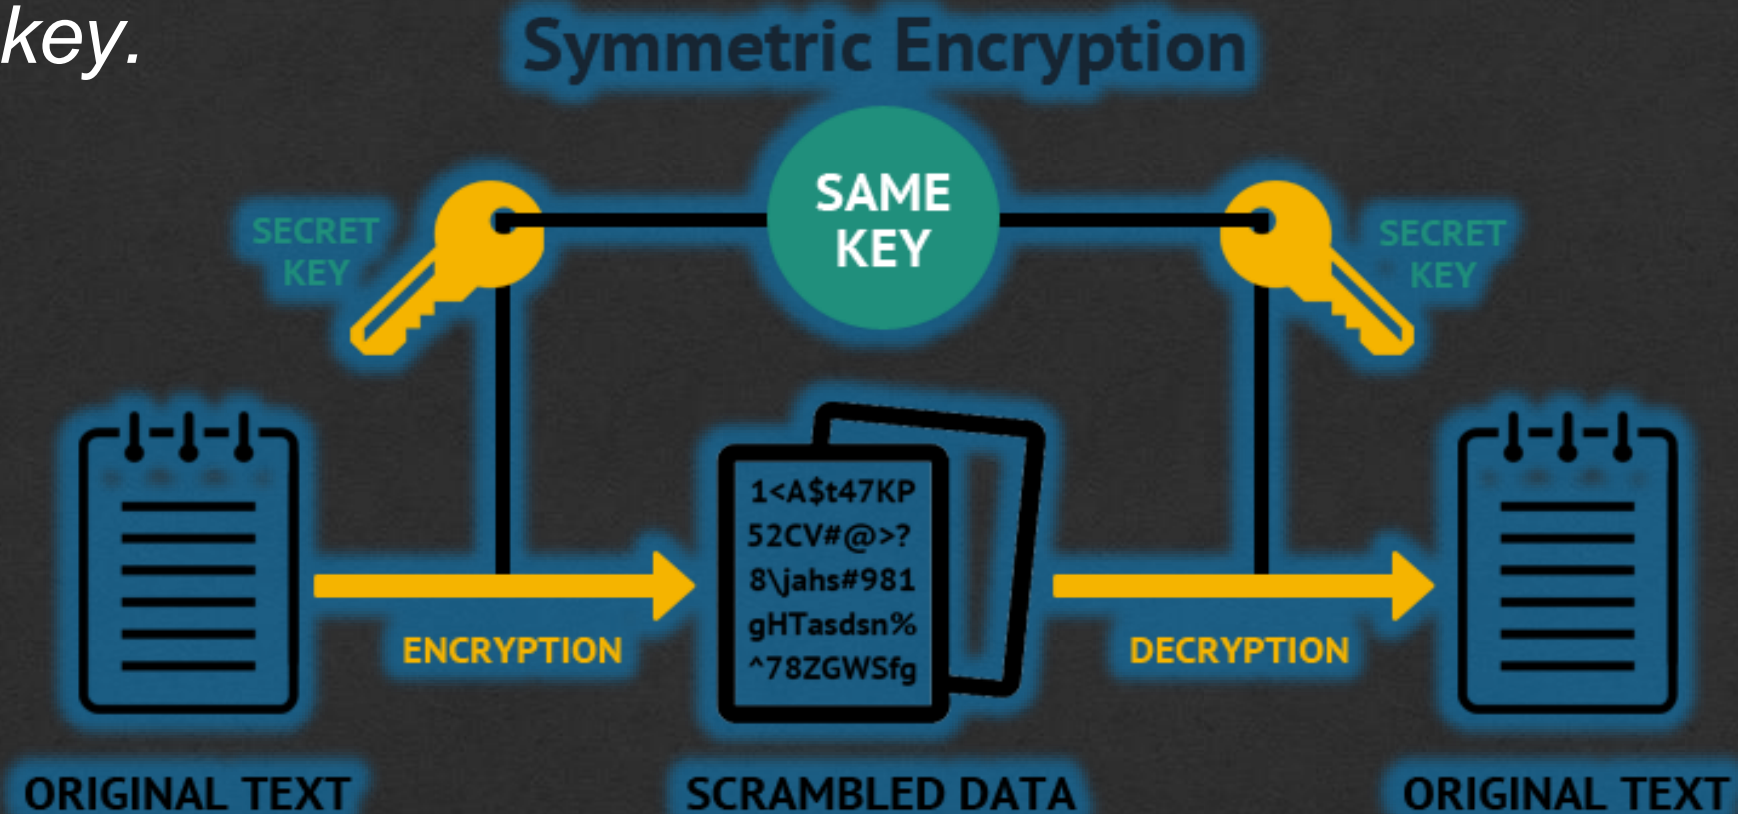 key.
Symmetric Encryption
SAME
KEY
SECRET
KEY
SECRET
KEY
1<A$t47KP
52CV#@>?
8\jahs#981
gHTasdsn%
^78ZGWSfg
ENCRYPTION
DECRYPTION
ORIGINAL TEXT
SCRAMBLED DATA
ORIGINAL TEXT